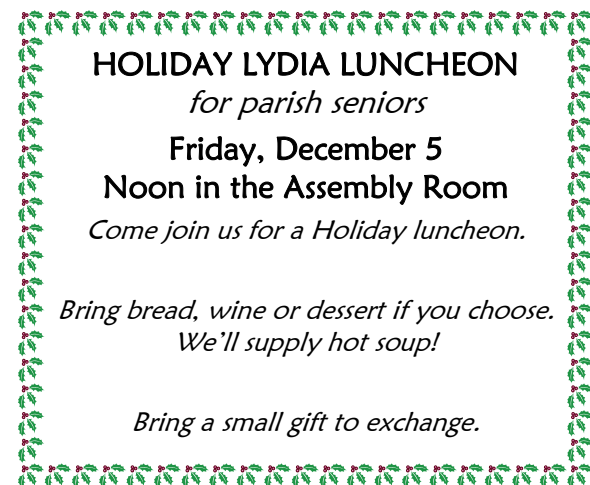 HOLIDAY LYDIA LUNCHEON
for parish seniors
Friday, December 5
Noon in the Assembly Room
Come join us for a Holiday luncheon.
Bring bread, wine or dessert if you choose.
We'll supply hot soup!
Bring a small gift to exchange.